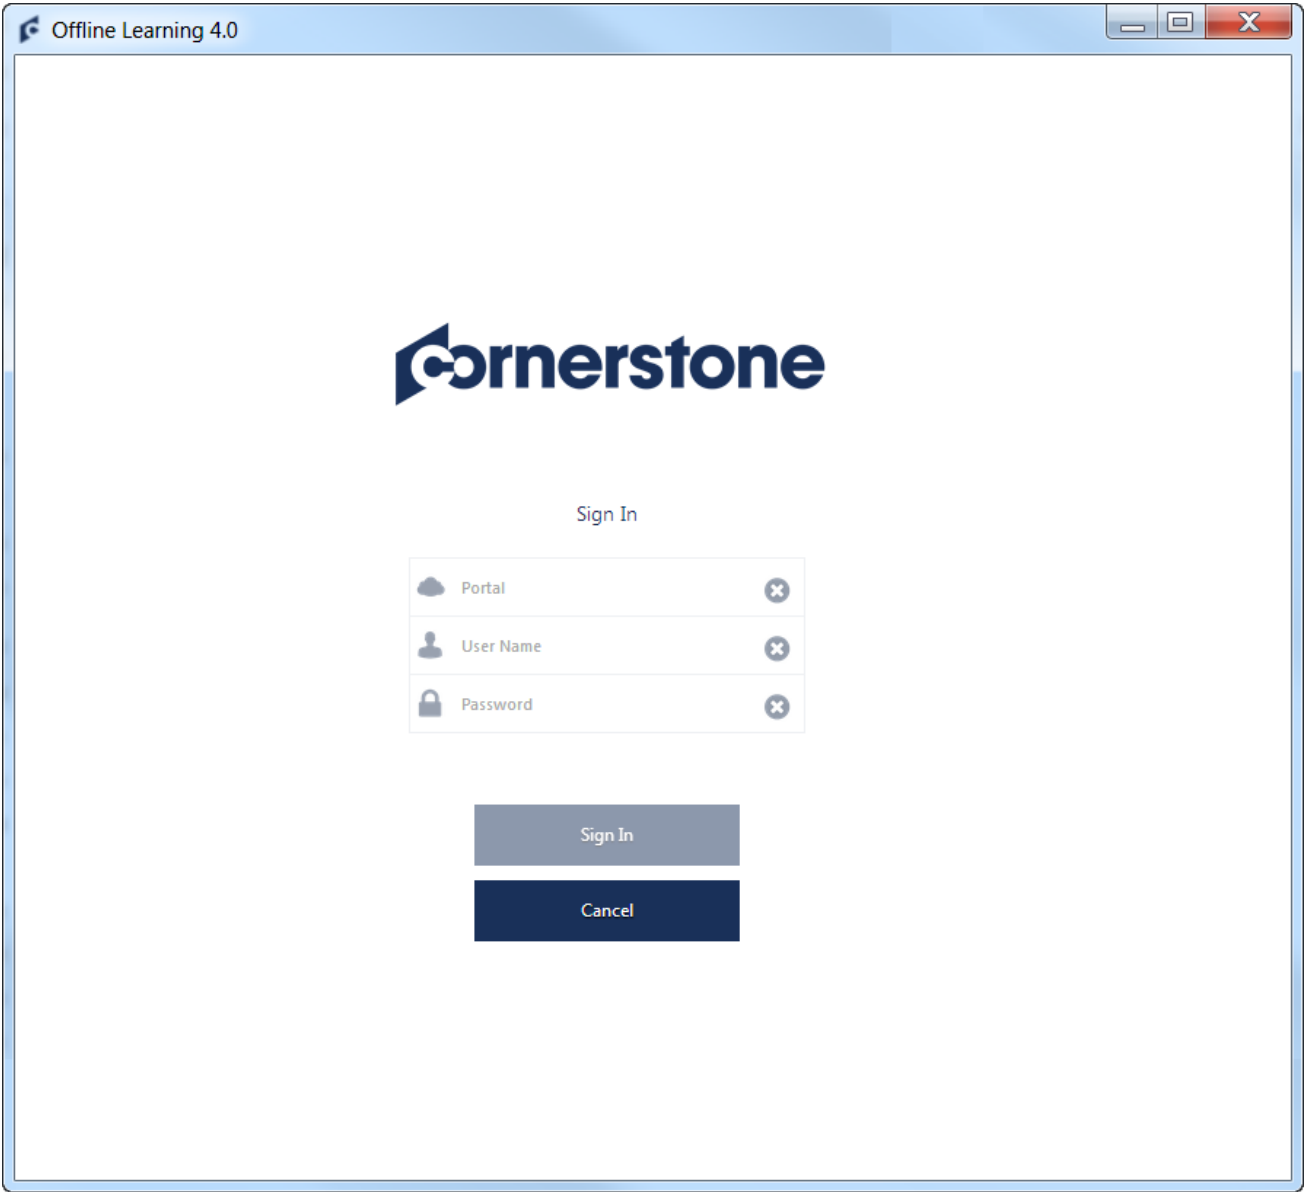 Offline Learning 4.0
cornerstone
Sign In
Portal
User Name
Password
Sign In
Cancel